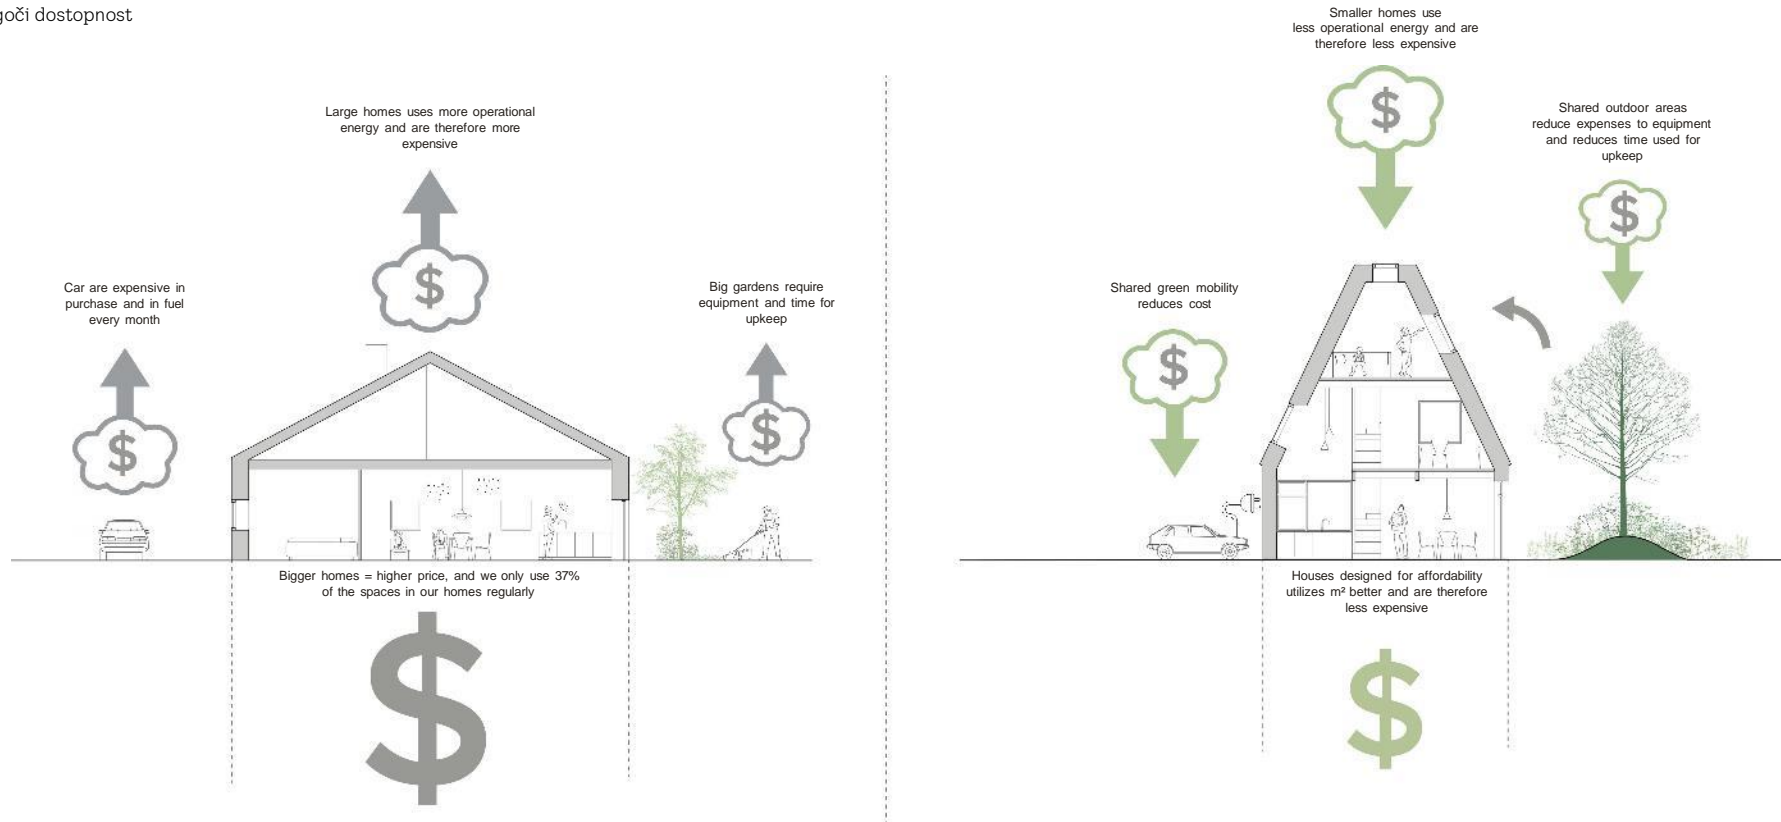 dostopnost
Large homes uses more operational
energy and are therefore more
expensive
Car are expensive in
purchase and in fuel
every month
Big gardens require
equipment and time for
upkeep
$
$
$
Bigger homes = higher price, and we only use 37%
of the spaces in our homes regularly
$
Smaller homes use
less operational energy and are
therefore less expensive
$
Shared outdoor areas
reduce expenses to equipment
and reduces time used for
upkeep
$
Shared green mobility
reduces cost
$
Houses designed for affordability
utilizes m² better and are therefore
less expensive
$